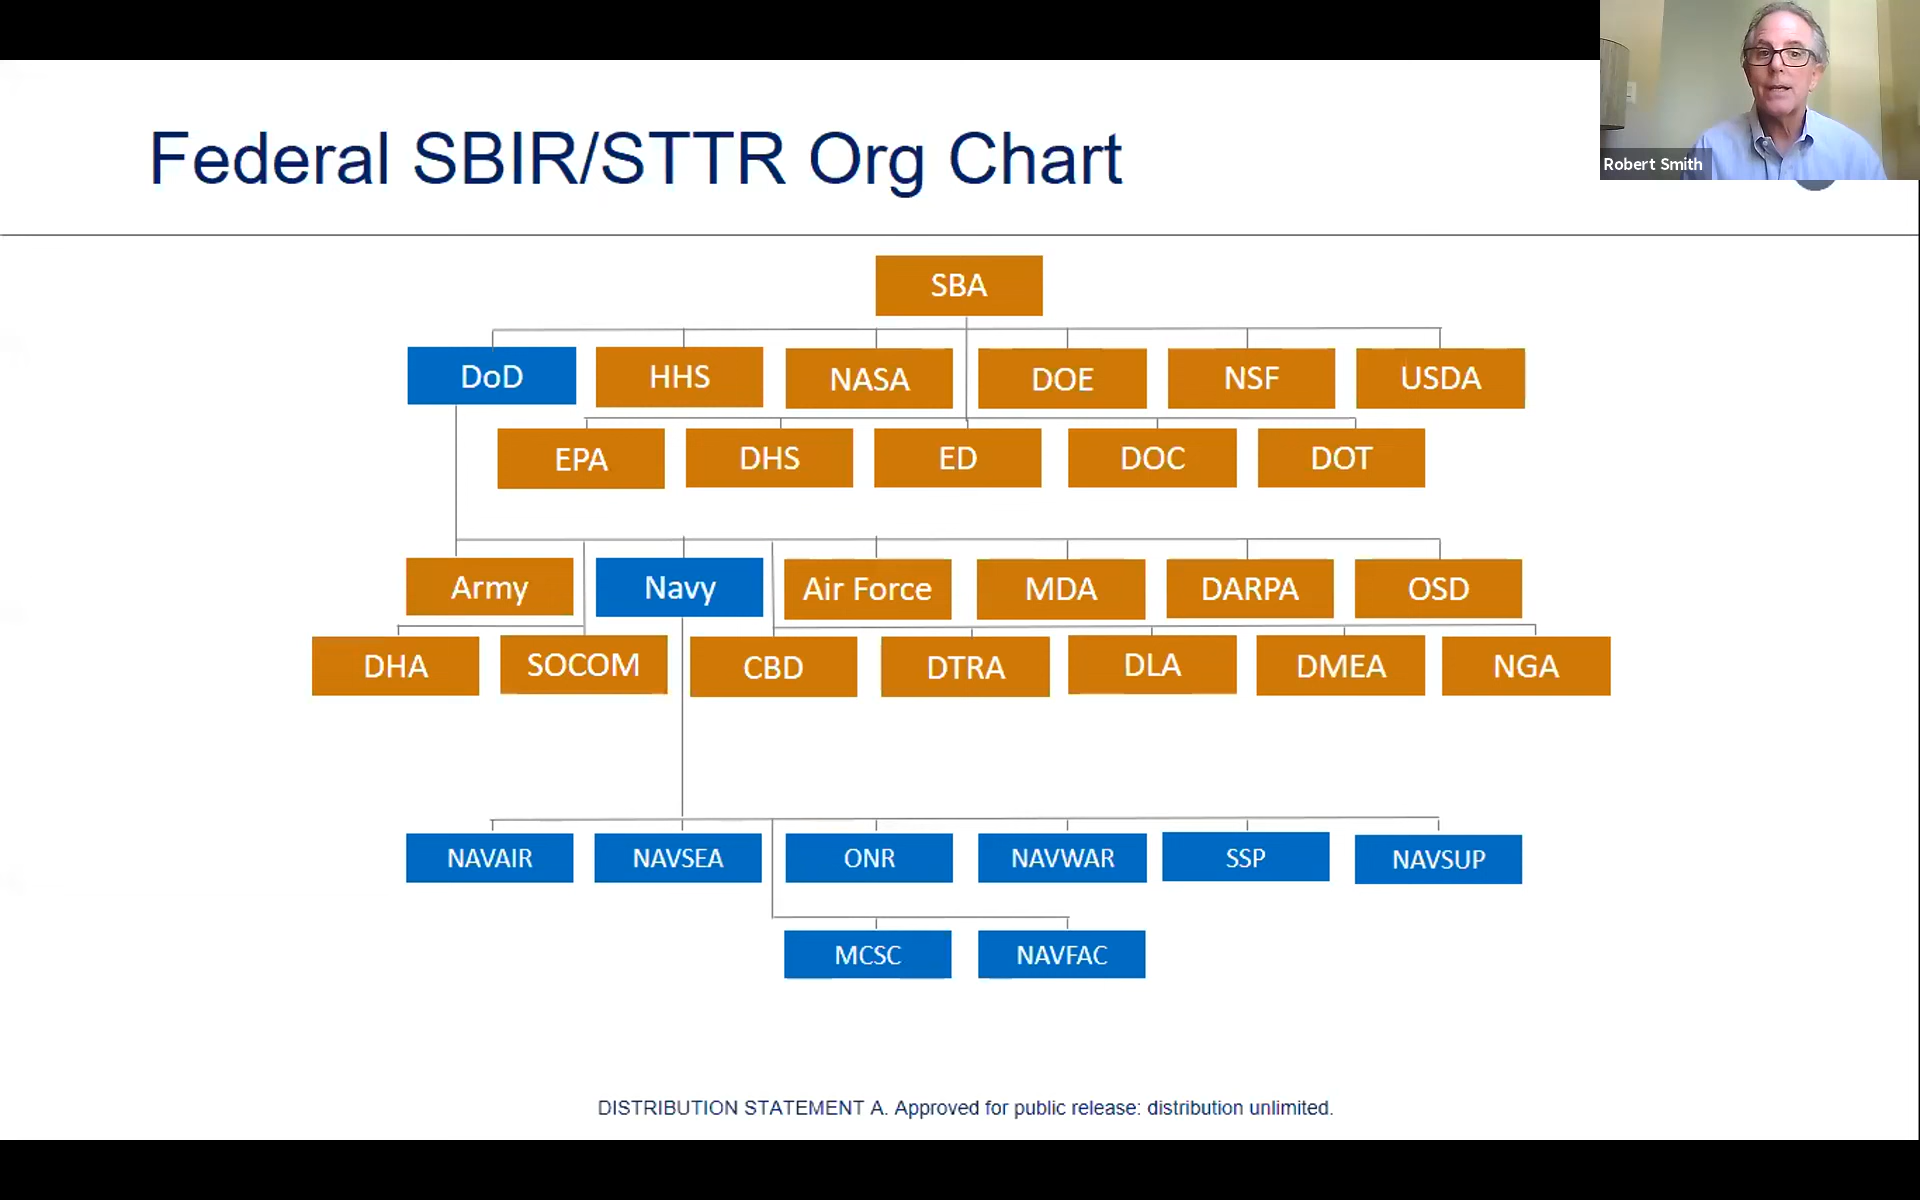 Robert Smith
Federal SBIR/STTR Org Chart
SBA
DoD HHS NASA DOE NSF USDA
EPA DHS ED DOC DOT
Army Navy Air Force MDA DARPA OSD
DHA SOCOM CBD DTRA DLA DMEA NGA
NAVAIR NAVSEA ONR NAVWAR SSP NAVSUP
MCSC NAVFAC
DISTRIBUTION STATEMENT A. Approved for public release: distribution unlimited.